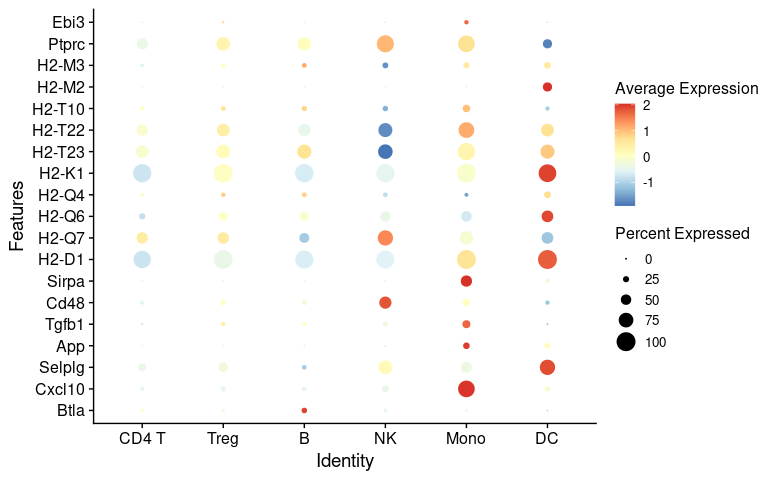 Ebi3
Ptprc
H2-M3
H2-M2
H2-T10
H2-T22
H2-T23
H2-K1
H2-Q4
H2-Q6
H2-Q7
H2-D1
Sirpa
Cd48
Tgfb1
App
Selplg
Cxcl10
Btla
Features
CD4 T Treg B NK Mono DC
Identity
Average Expression
2
1
0
-1
Percent Expressed
0
25
50
75
100